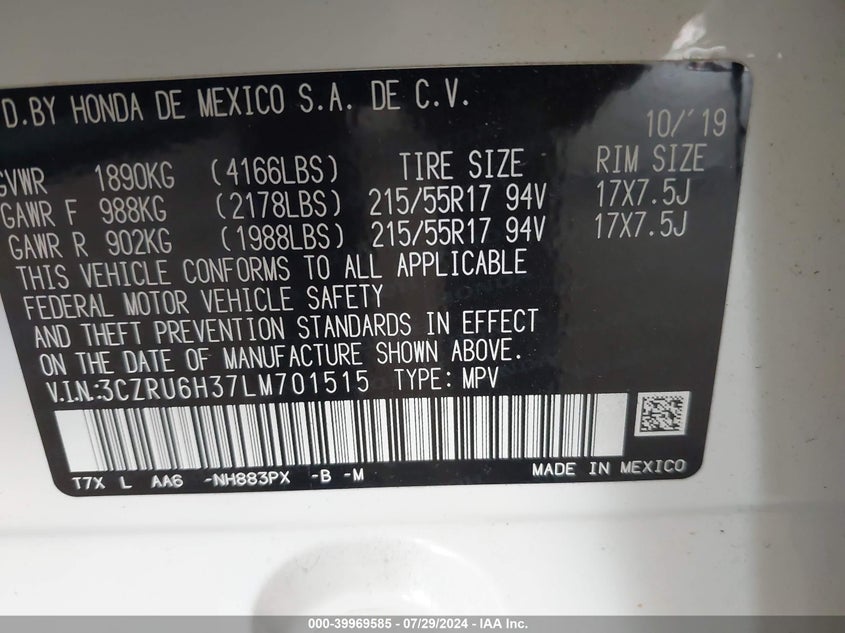 D.BY HONDA DE MEXICO S.A. DE C.V.
10/'19
GVWR 1890KG (4166LBS) TIRE SIZE RIM SIZE
GAWR F 988KG (2178LBS) 215/55R17 94V 17X7.5J
GAWR R 902KG (1988LBS) 215/55R17 94V 17X7.5J
THIS VEHICLE CONFORMS TO ALL APPLICABLE
FEDERAL MOTOR VEHICLE SAFETY
AND THEFT PREVENTION STANDARDS IN EFFECT
ON THE DATE OF MANUFACTURE SHOWN ABOVE.
V.I.N.:3CZRU6H37LM701515 TYPE: MPV
T7X L AA6 -NH883PX -B -M MADE IN MEXICO
000-39969585 - 07/29/2024 - IAA Inc.